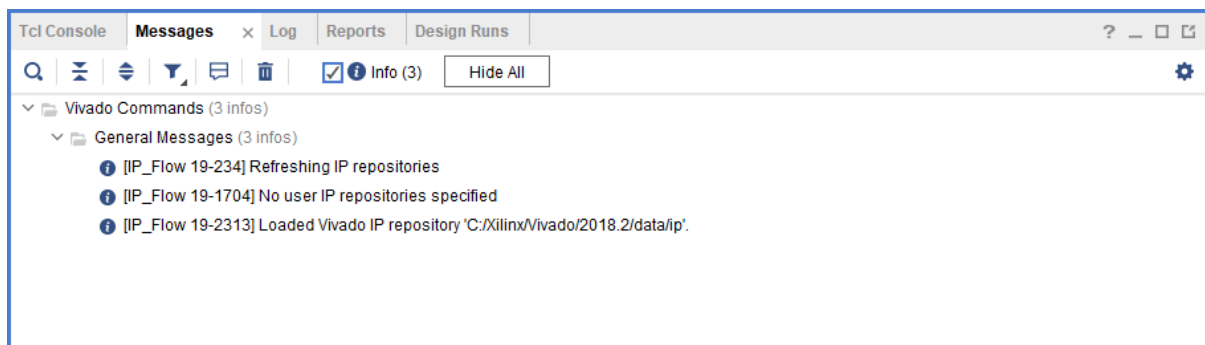 Tcl Console Messages Log Reports Design Runs ?
Info (3) Hide All
Vivado Commands (3 infos)
General Messages (3 infos)
[IP_Flow 19-234] Refreshing IP repositories
[IP_Flow 19-1704] No user IP repositories specified
[IP_Flow 19-2313] Loaded Vivado IP repository 'C:/Xilinx/Vivado/2018.2/data/ip'.